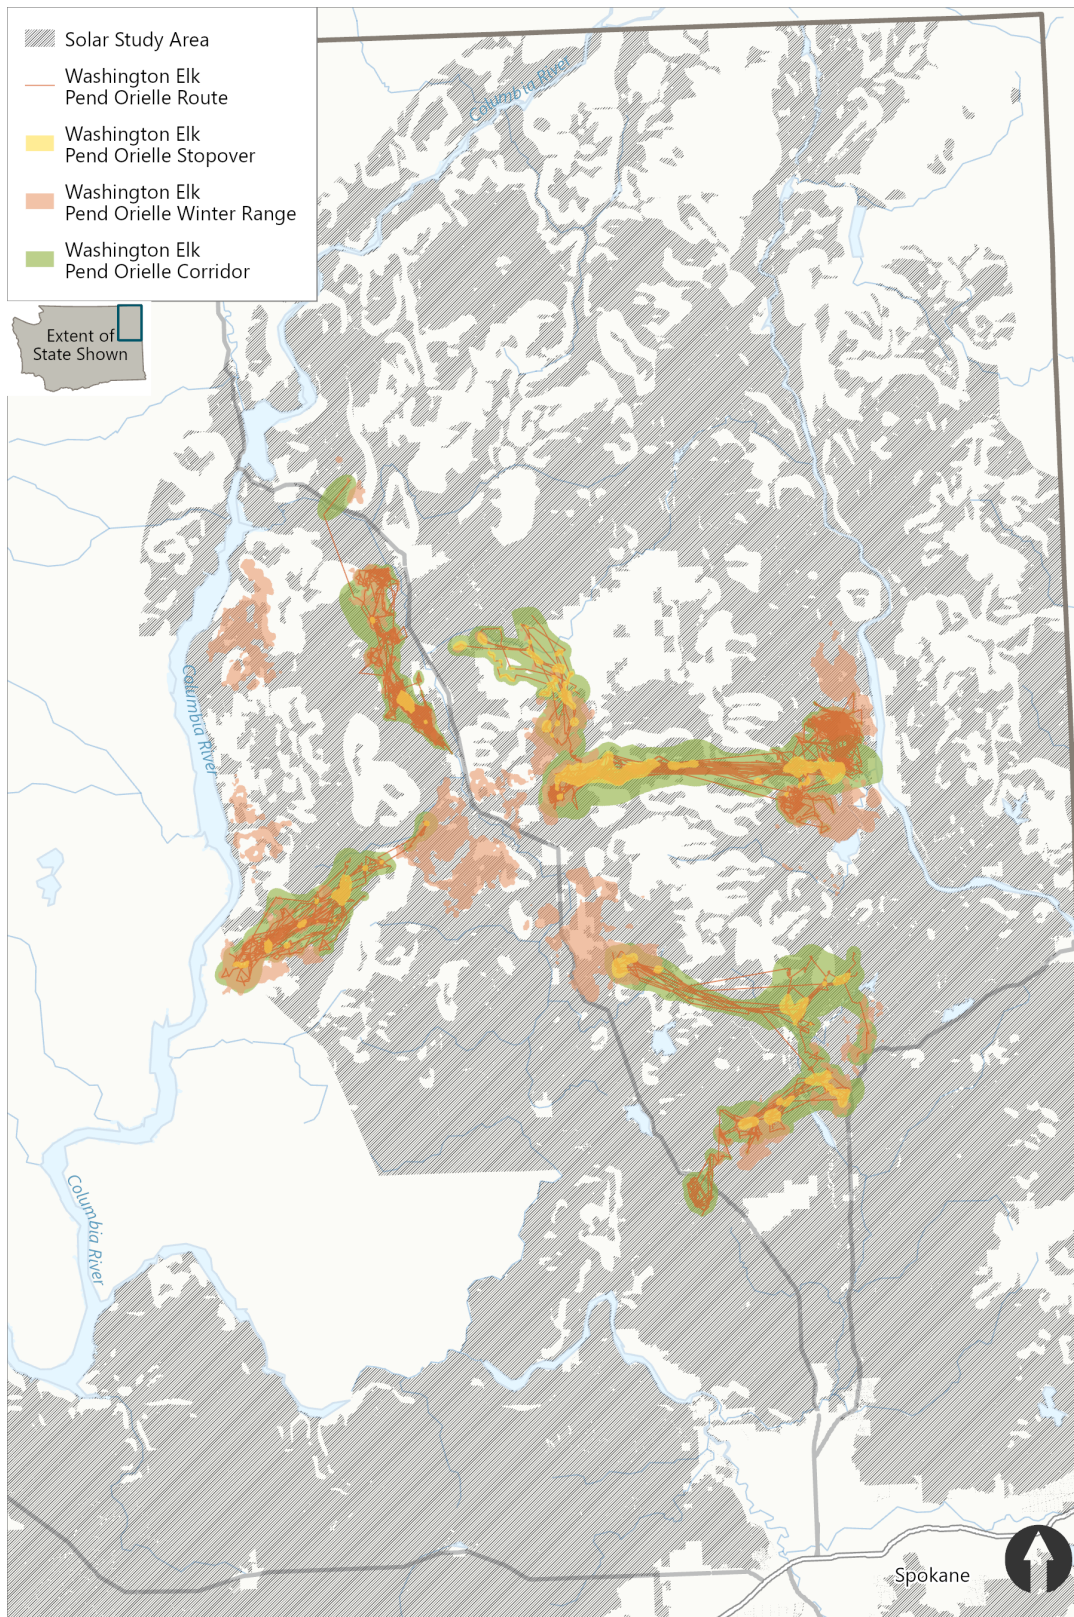 Solar Study Area
Washington Elk
Pend Orielle Route
Washington Elk
Pend Orielle Stopover
Washington Elk
Pend Orielle Winter Range
Washington Elk
Pend Orielle Corridor
Extent of
State Shown
Columbia River
Columbia River
Columbia River
Spokane